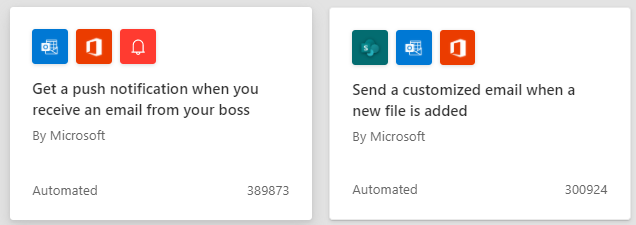 Get a push notification when you
receive an email from your boss
By Microsoft
Automated 389873
Send a customized email when a
new file is added
By Microsoft
Automated 300924